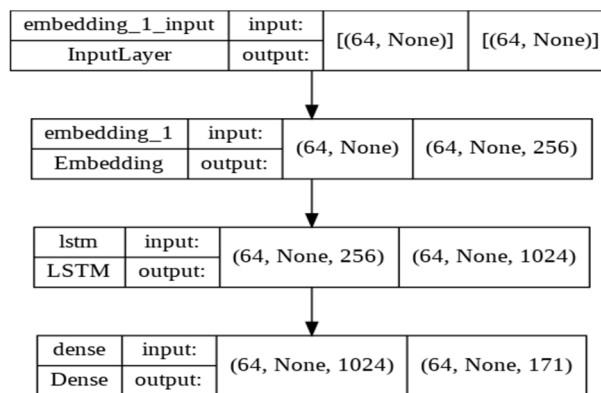 embedding_1_input input: [(64, None)] [(64, None)]
InputLayer output:
embedding_1 input: (64, None) (64, None, 256)
Embedding output:
lstm input: (64, None, 256) (64, None, 1024)
LSTM output:
dense input: (64, None, 1024) (64, None, 171)
Dense output: